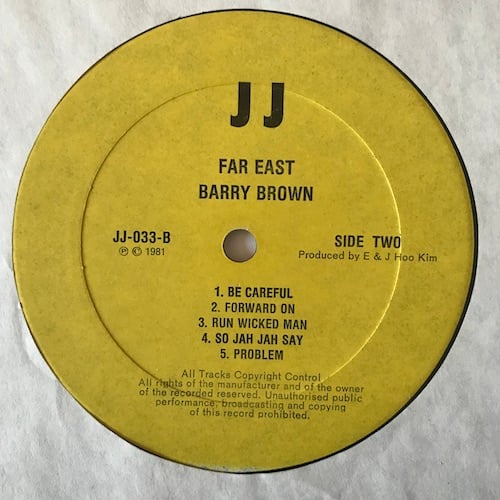 JJ
FAR EAST
BARRY BROWN
JJ-033-B
℗ © 1981
SIDE TWO
Produced by E & J Hoo Kim
1. BE CAREFUL
2. FORWARD ON
3. RUN WICKED MAN
4. SO JAH JAH SAY
5. PROBLEM
All Tracks Copyright Control
All rights of the manufacturer and of the owner
of the recorded reserved. Unauthorised public
performance, broadcasting and copying
of this record prohibited.